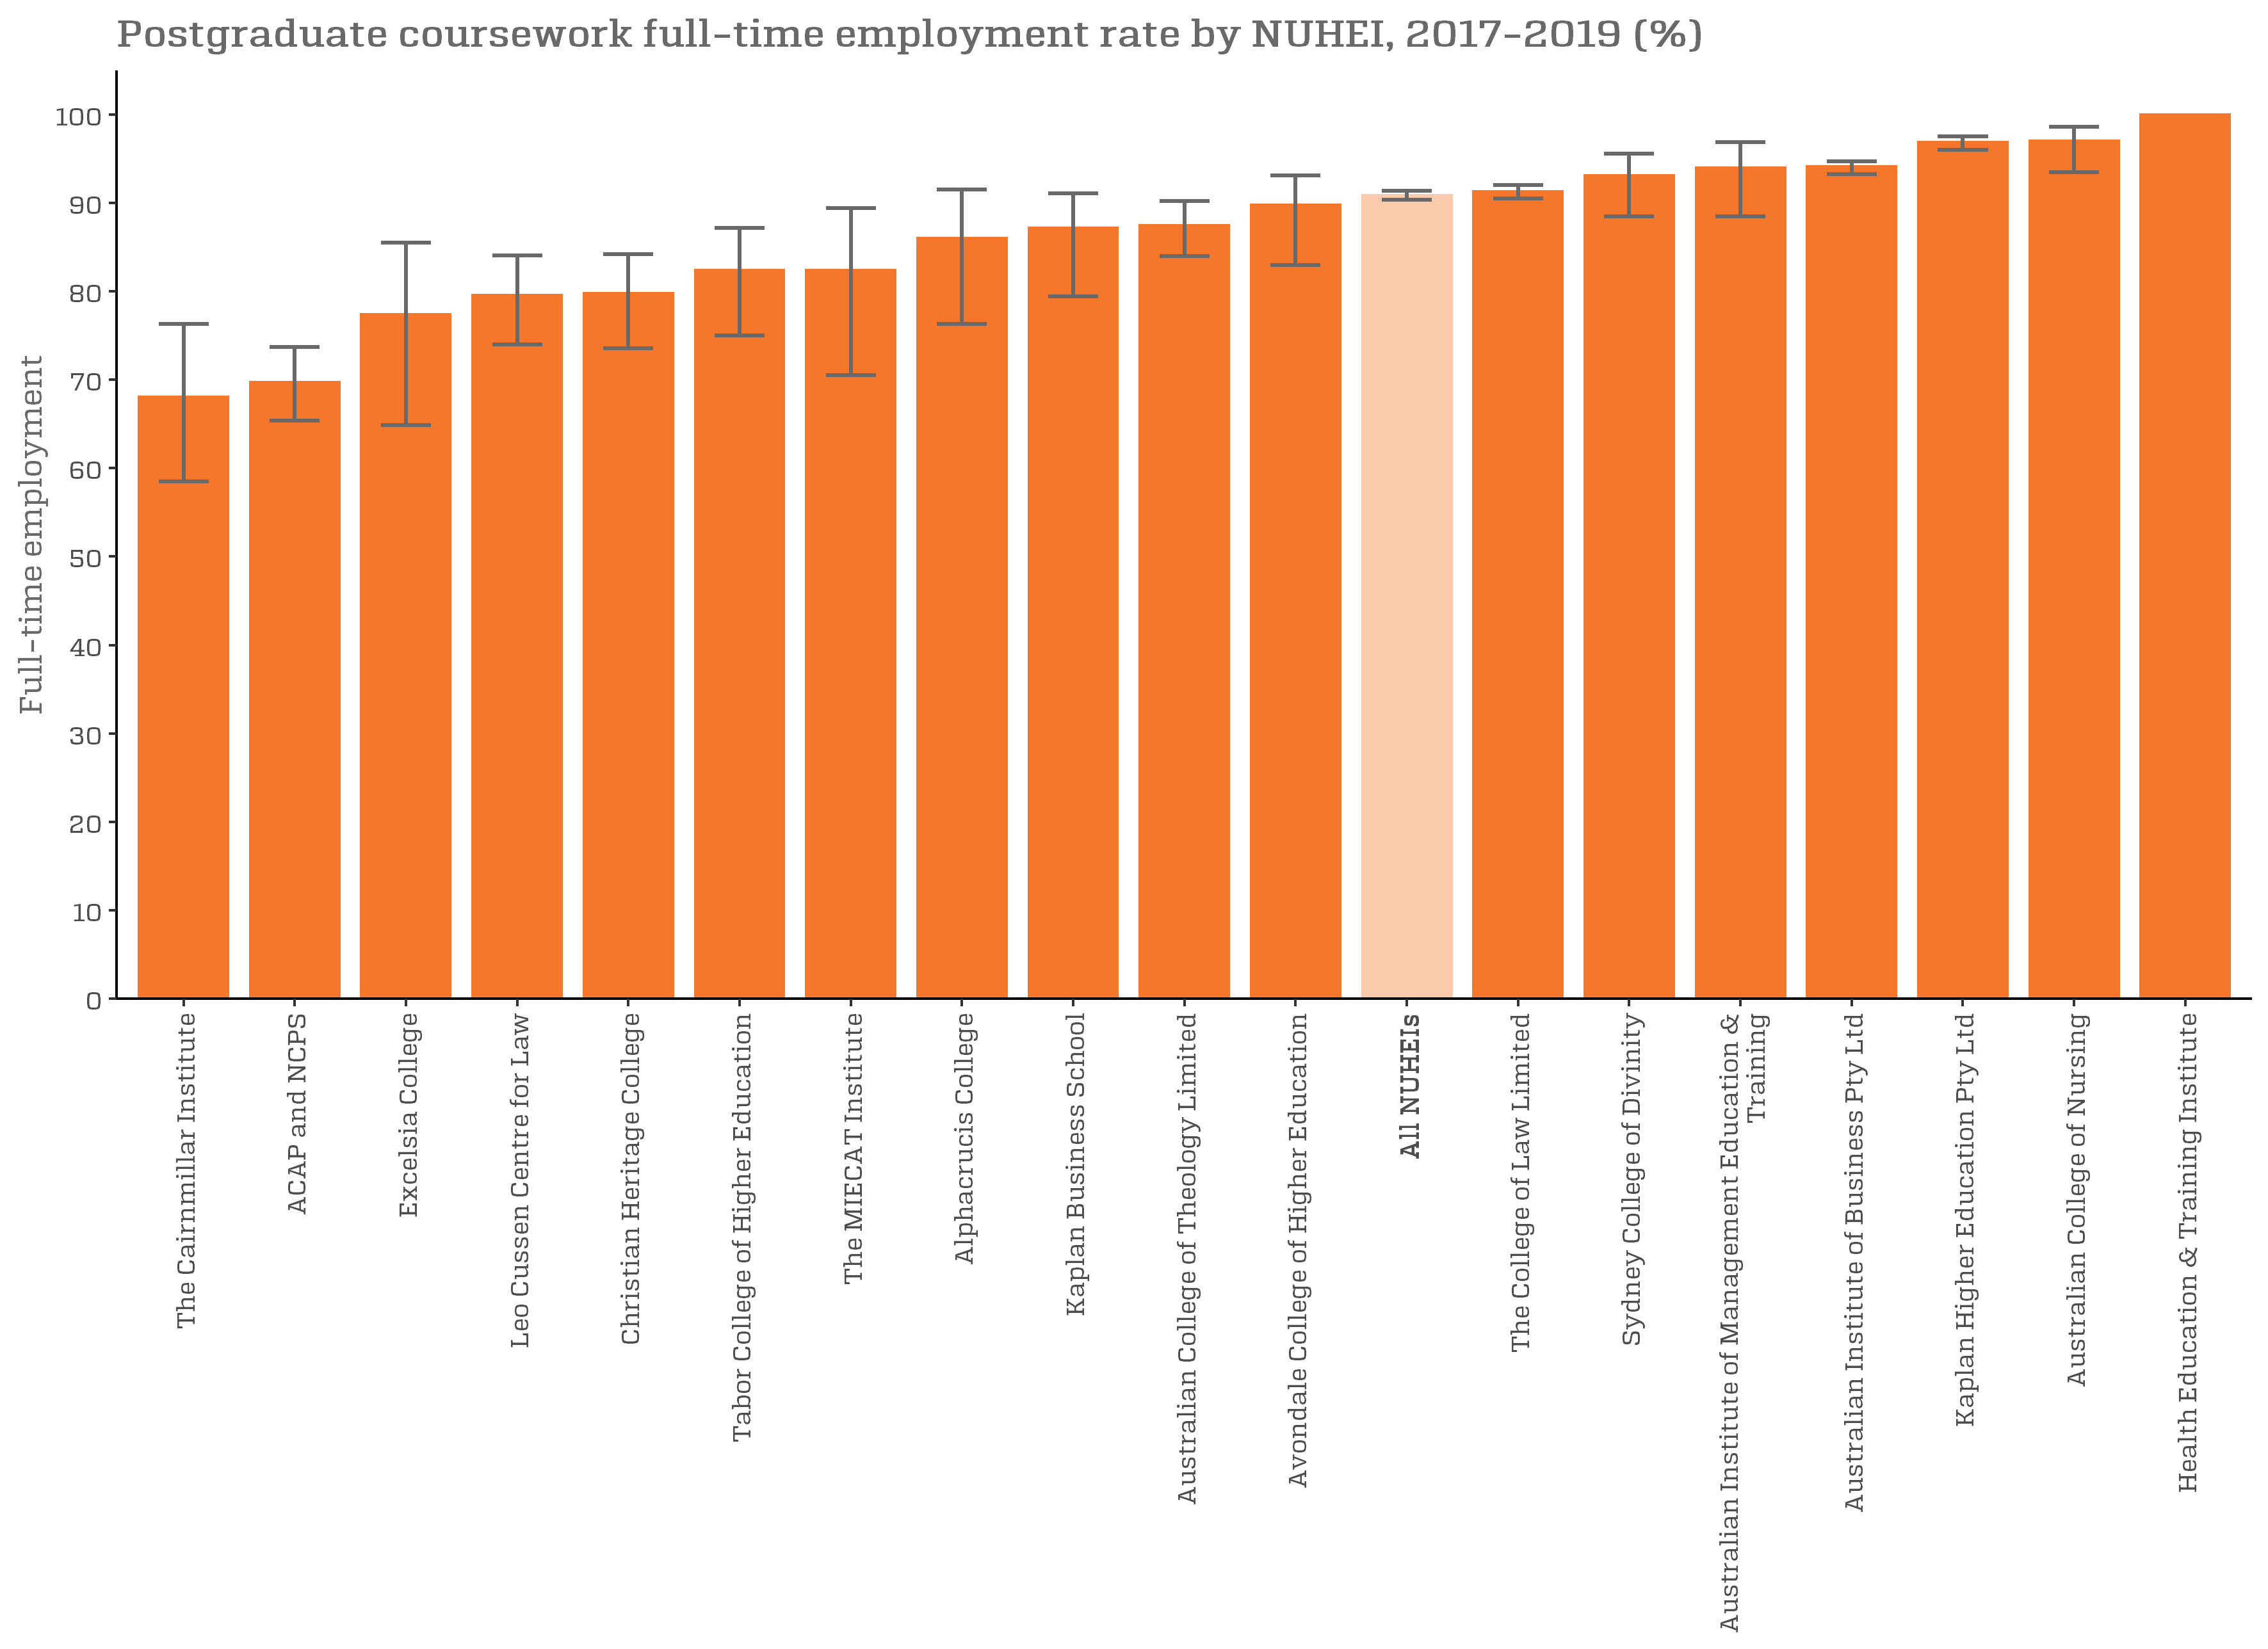 Postgraduate coursework full-time employment rate by NUHEI, 2017-2019 (%)
Full-time employment
100
90
80
70
60
50
40
30
20
10
0
The Cairnmillar Institute
ACAP and NCPS
Excelsia College
Leo Cussen Centre for Law
Christian Heritage College
Tabor College of Higher Education
The MIECAT Institute
Alphacrucis College
Kaplan Business School
Australian College of Theology Limited
Avondale College of Higher Education
All NUHEIs
The College of Law Limited
Sydney College of Divinity
Australian Institute of Management Education &
Training
Australian Institute of Business Pty Ltd
Kaplan Higher Education Pty Ltd
Australian College of Nursing
Health Education & Training Institute